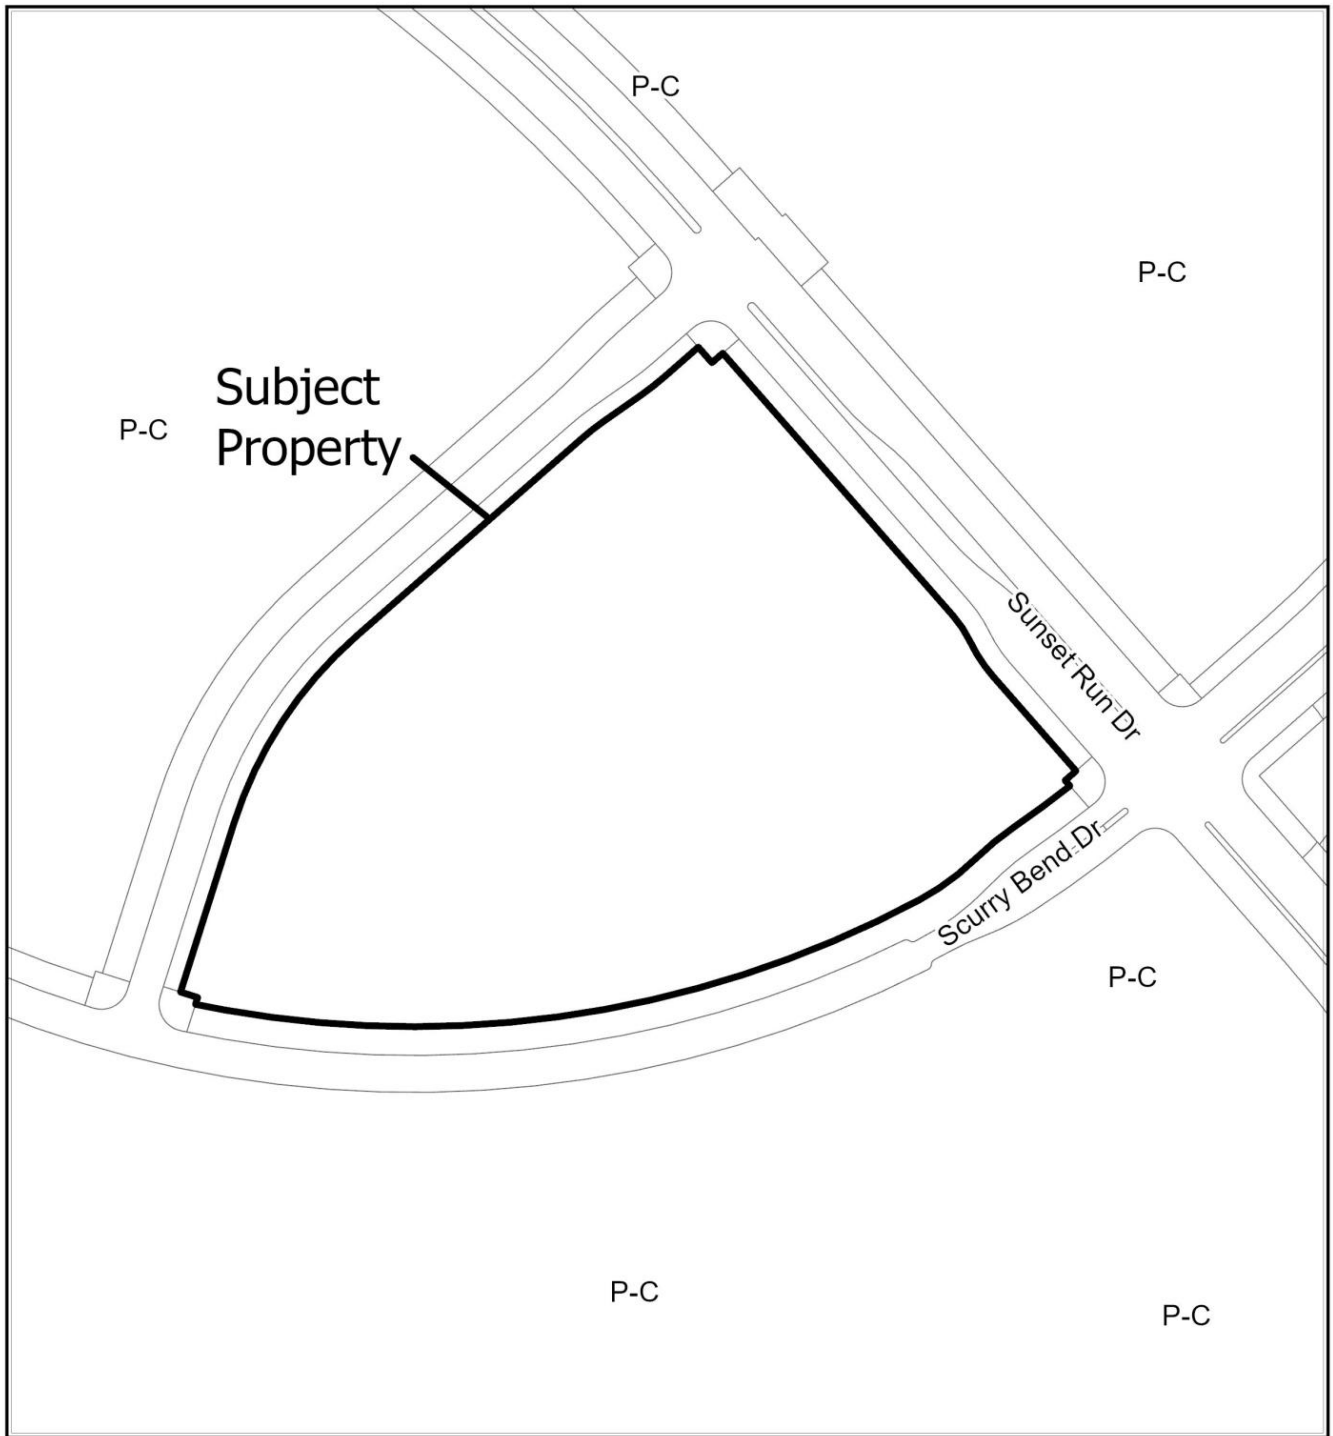 P-C
P-C
Subject
Property
P-C
Sunset Run Dr
Scurry Bend Dr
P-C
P-C
P-C